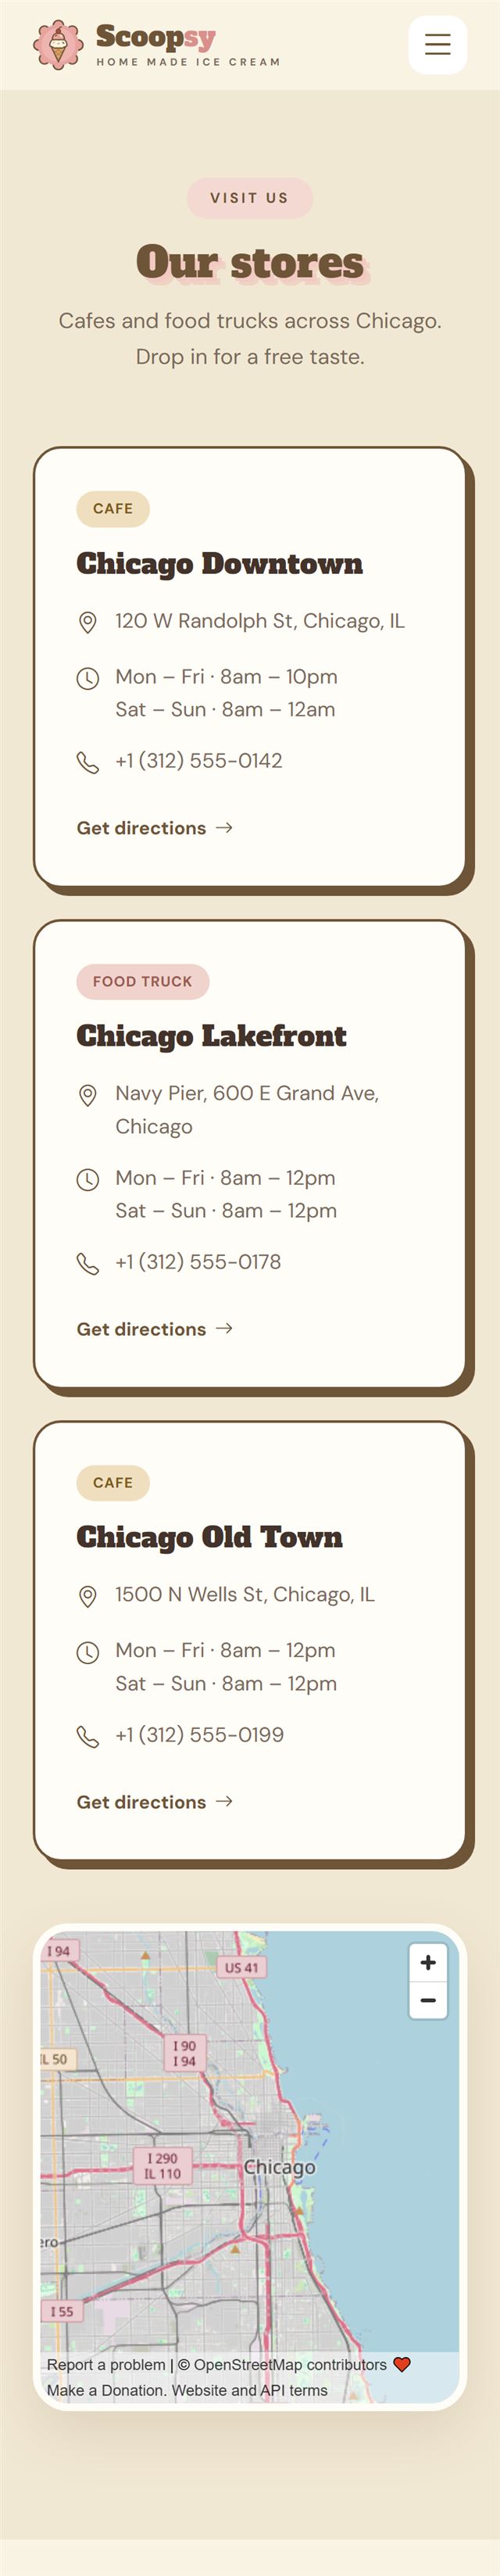 Scoopsy
HOME MADE ICE CREAM
VISIT US
Our stores
Cafes and food trucks across Chicago.
Drop in for a free taste.
CAFE
Chicago Downtown
120 W Randolph St, Chicago, IL
Mon – Fri · 8am – 10pm
Sat – Sun · 8am – 12am
+1 (312) 555-0142
Get directions →
FOOD TRUCK
Chicago Lakefront
Navy Pier, 600 E Grand Ave,
Chicago
Mon – Fri · 8am – 12pm
Sat – Sun · 8am – 12pm
+1 (312) 555-0178
Get directions →
CAFE
Chicago Old Town
1500 N Wells St, Chicago, IL
Mon – Fri · 8am – 12pm
Sat – Sun · 8am – 12pm
+1 (312) 555-0199
Get directions →
I 94
US 41
+
−
I 90
I 94
IL 50
I 290
IL 110
Chicago
ero
I 55
Report a problem | © OpenStreetMap contributors ♥
Make a Donation. Website and API terms